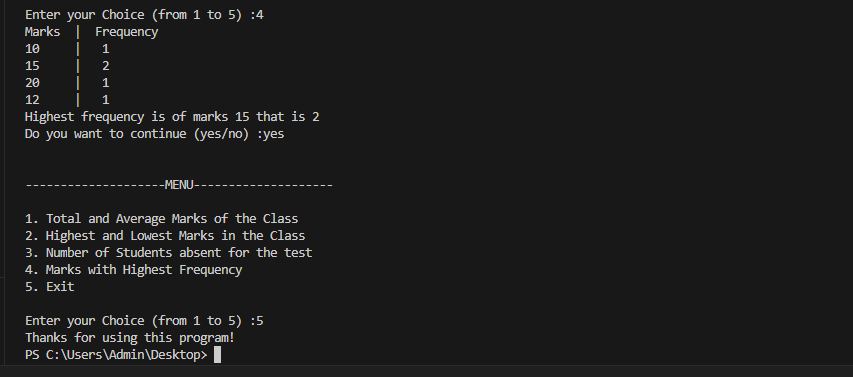 Enter your Choice (from 1 to 5) :4
Marks  |  Frequency
10     |   1
15     |   2
20     |   1
12     |   1
Highest frequency is of marks 15 that is 2
Do you want to continue (yes/no) :yes
--------------------MENU--------------------
1. Total and Average Marks of the Class
2. Highest and Lowest Marks in the Class
3. Number of Students absent for the test
4. Marks with Highest Frequency
5. Exit
Enter your Choice (from 1 to 5) :5
Thanks for using this program!
PS C:\Users\Admin\Desktop>